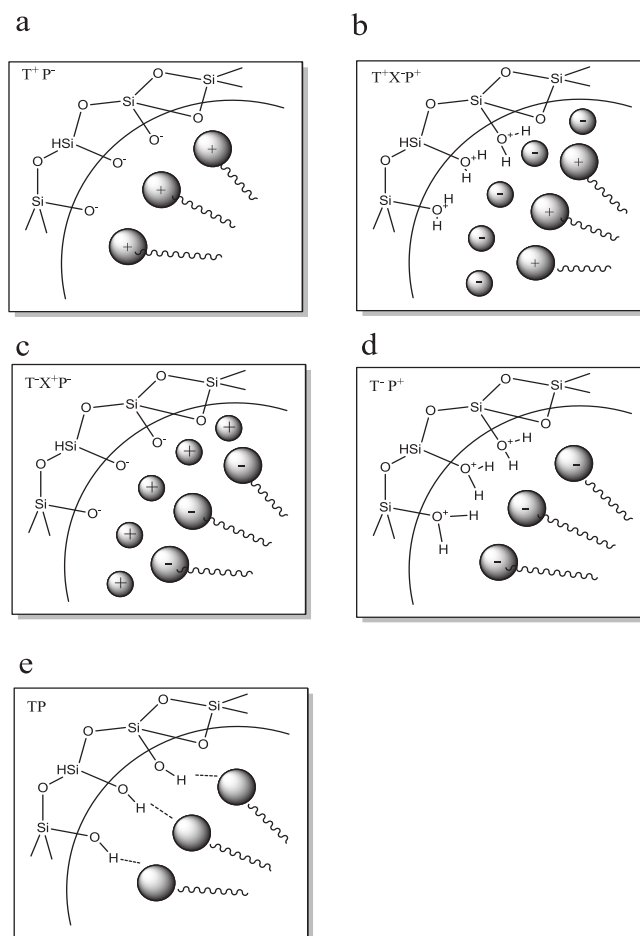 a
T⁺ P⁻
O Si
O Si
O
HSi O⁻ +
O O⁻
Si +
O⁻
+
b
T⁺X⁻P⁺
O Si
O Si
O -
HSi O⁺ H
H -
O O⁺ H +
H
Si O⁺ H -
H +
-
+
-
c
T⁻X⁺P⁻
O Si
O Si
O +
HSi O⁻ +
O O⁻ -
+
Si
O⁻ -
+
-
+
d
T⁻ P⁺
O Si
O Si
O
HSi O⁺ H
H
O O⁺ H -
H
Si
O⁺ H -
H
-
e
TP
O Si
O Si
O
HSi O H
O O
H
Si O
H